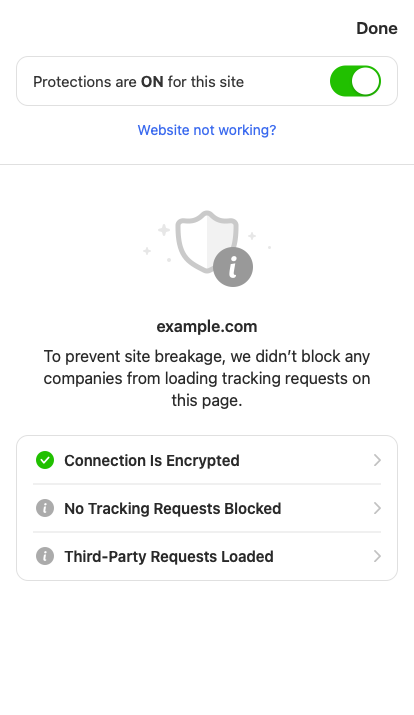 Done
Protections are ON for this site
Website not working?
example.com
To prevent site breakage, we didn’t block any
companies from loading tracking requests on
this page.
Connection Is Encrypted
No Tracking Requests Blocked
Third-Party Requests Loaded